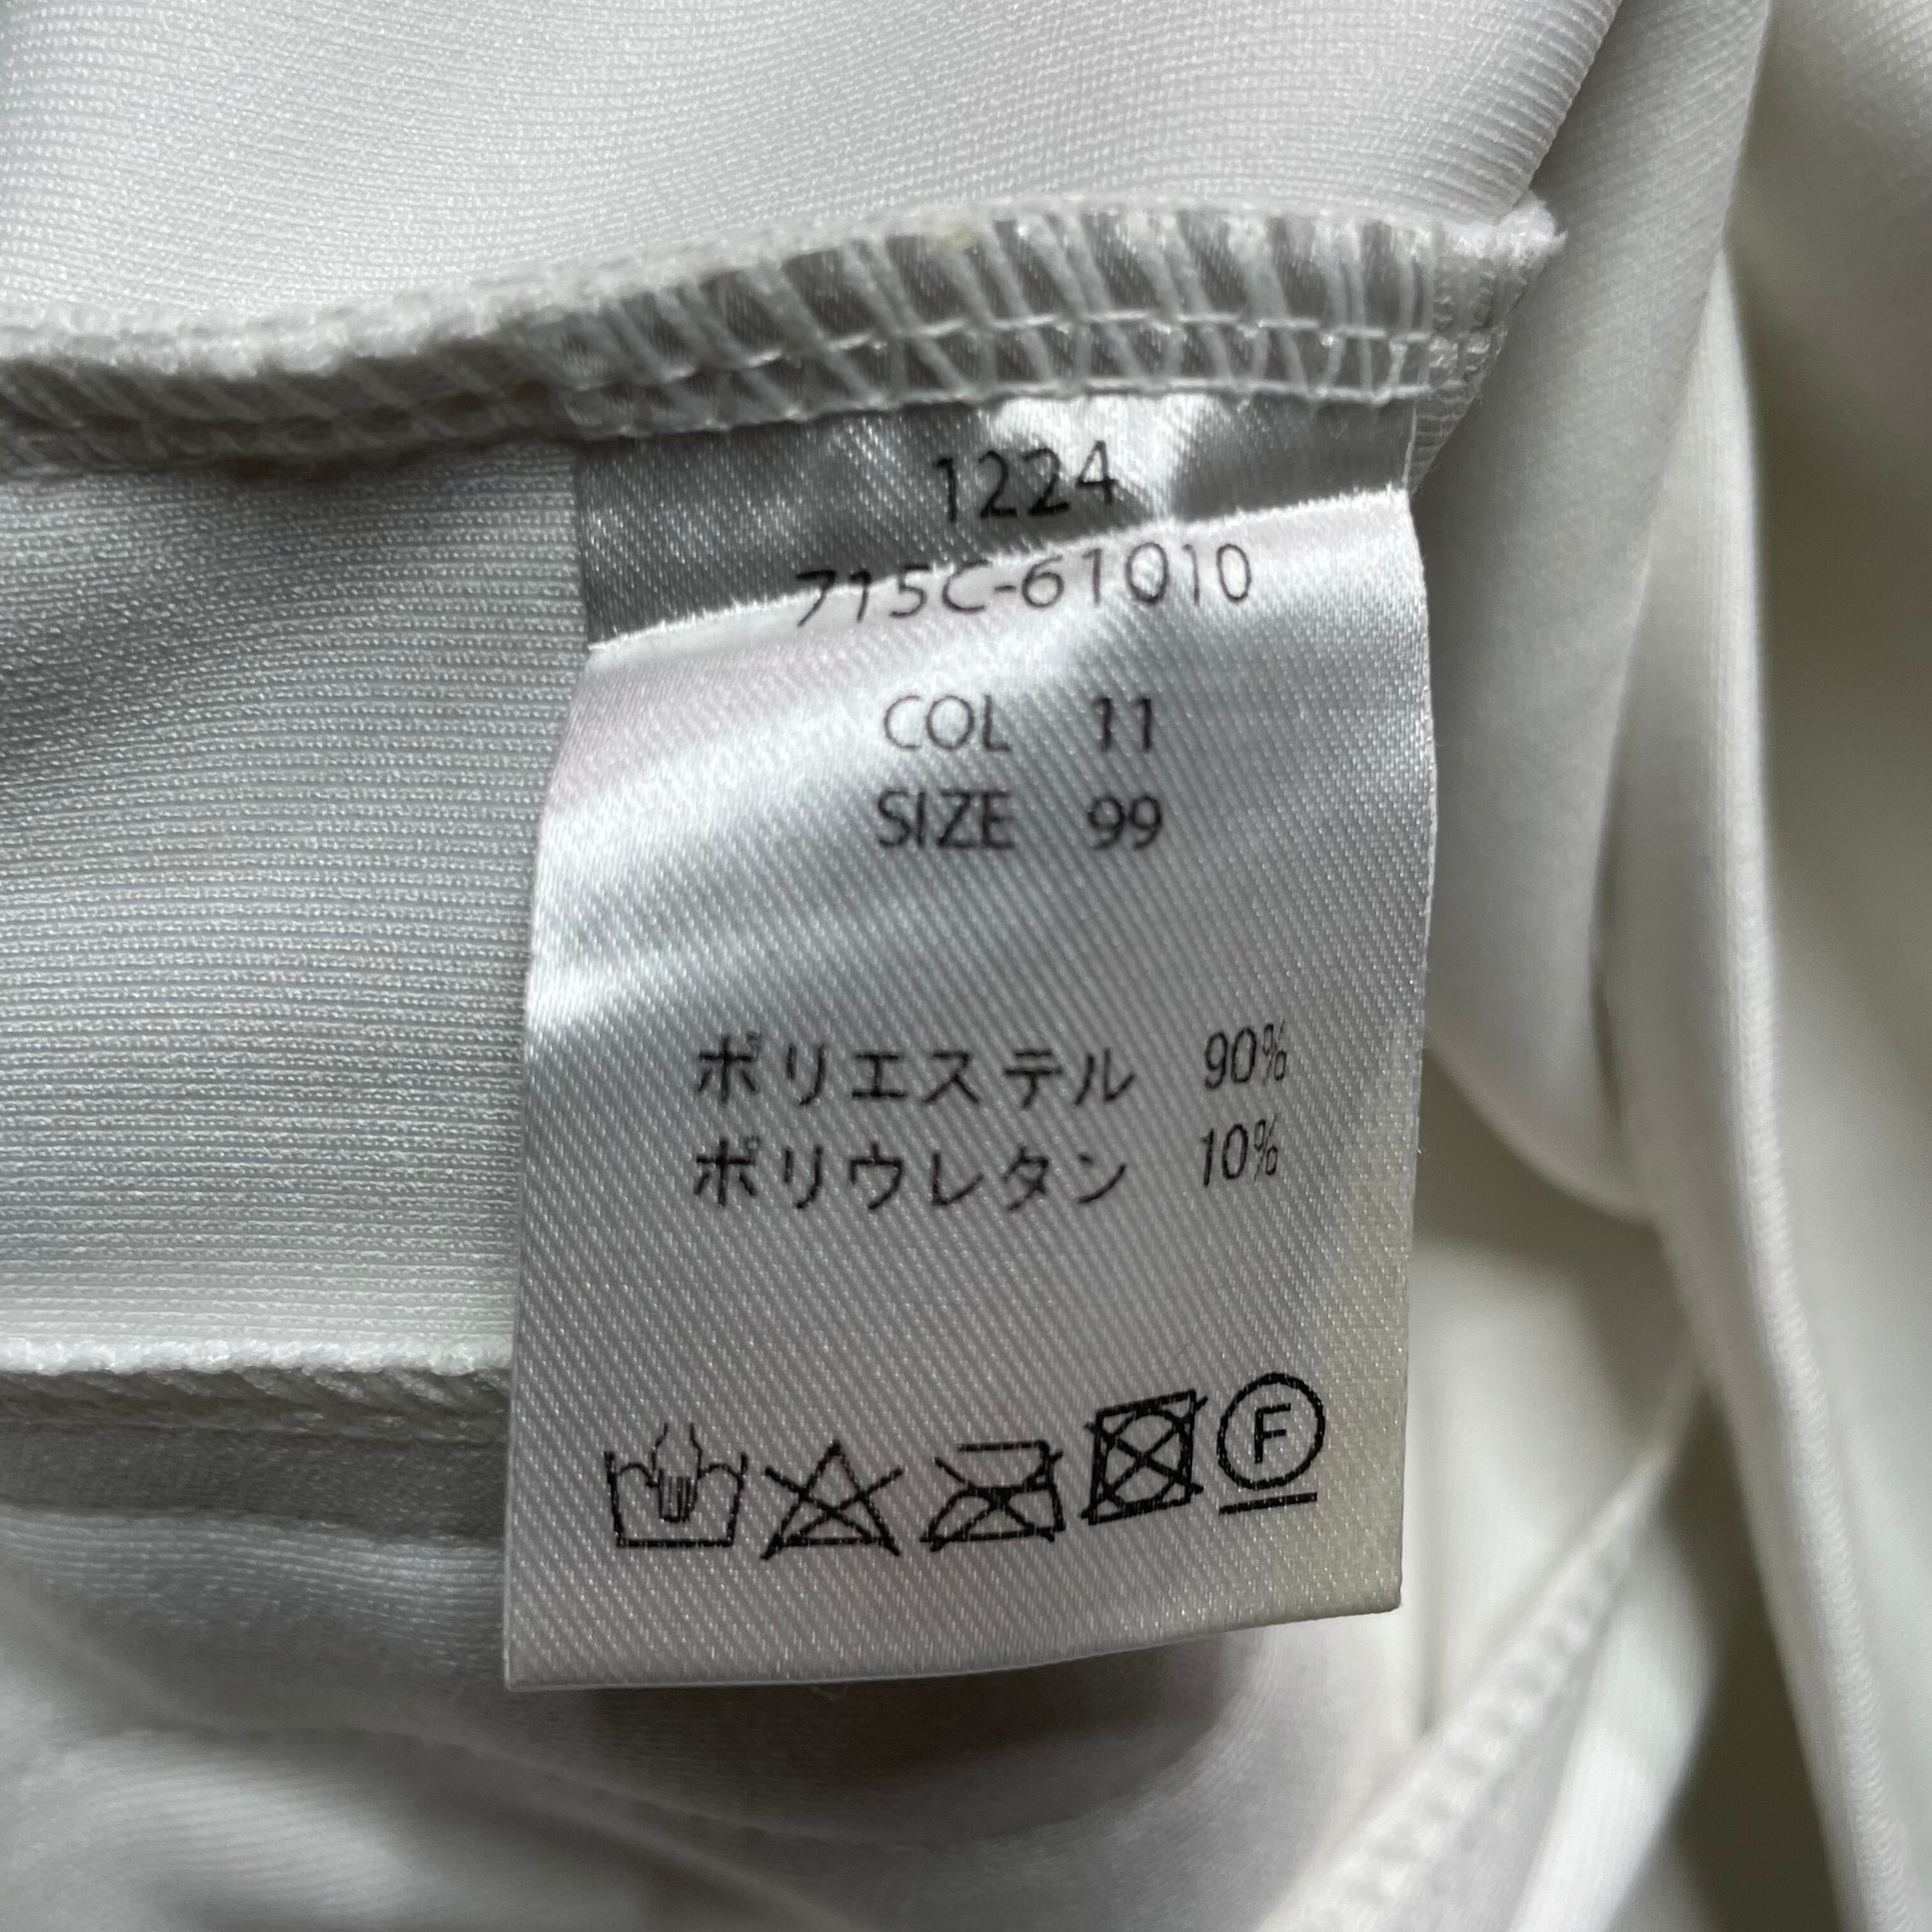 1224
715C-61010
COL 11
SIZE 99
ポリエステル 90%
ポリウレタン 10%
F